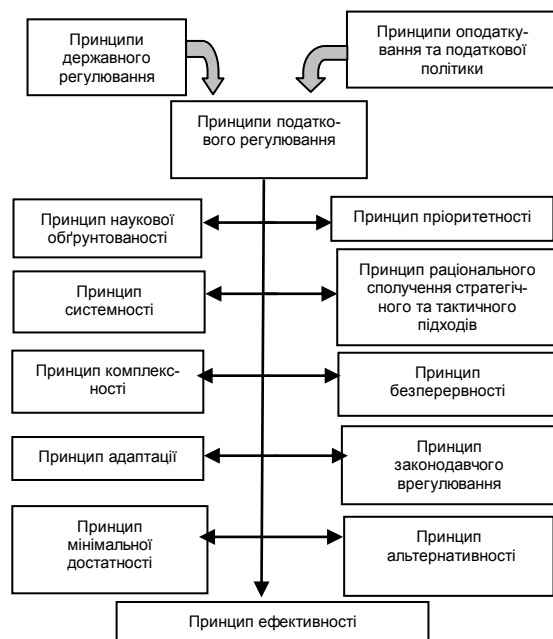 Принципи
державного
регулювання
Принципи оподатку-
вання та податкової
політики
Принципи податко-
вого регулювання
Принцип наукової
обґрунтованості
Принцип пріоритетності
Принцип
системності
Принцип раціонального
сполучення стратегіч-
ного та тактичного
підходів
Принцип комплекс-
ності
Принцип
безперервності
Принцип адаптації
Принцип
законодавчого
врегулювання
Принцип
мінімальної
достатності
Принцип
альтернативності
Принцип ефективності